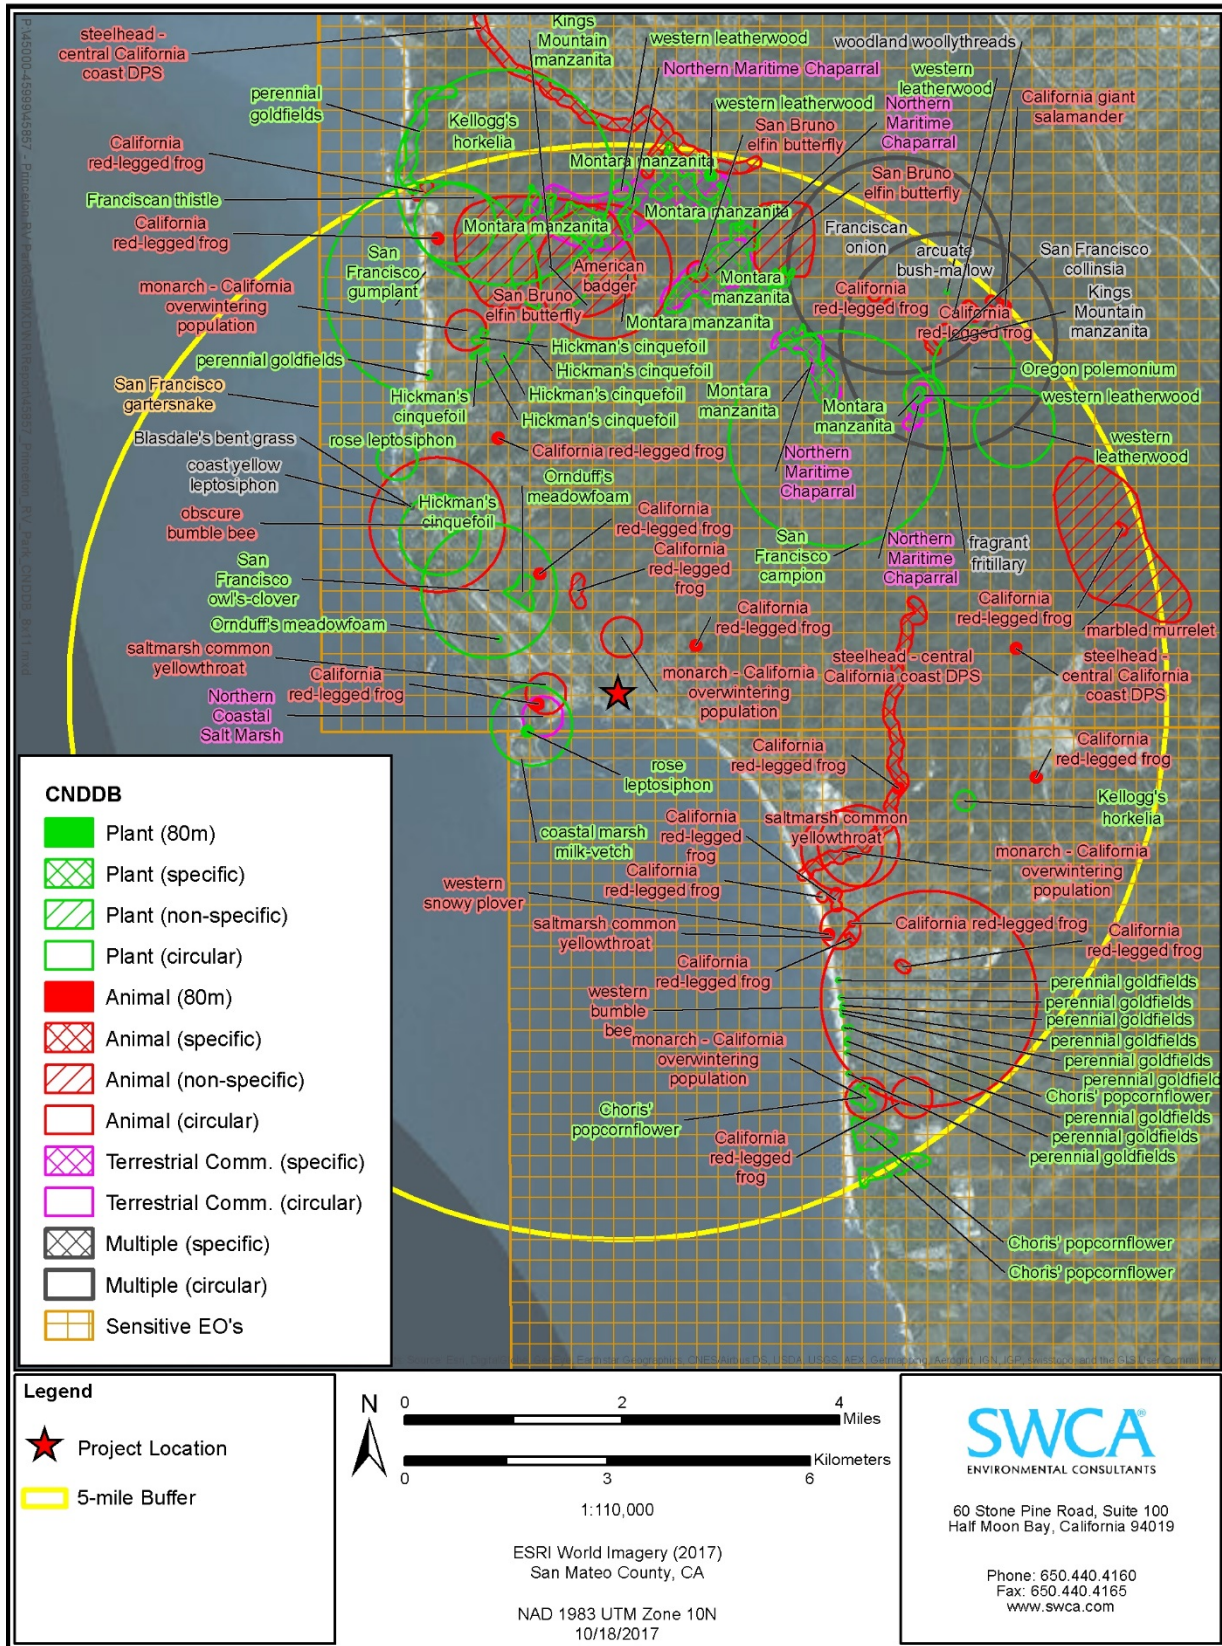 steelhead -
central California
coast DPS
Kings
Mountain
manzanita
western leatherwood
woodland woollythreads
Northern Maritime Chaparral
western
leatherwood
California giant
salamander
perennial
goldfields
Kellogg's
horkelia
western leatherwood
Northern
Maritime
Chaparral
San Bruno
elfin butterfly
California
red-legged frog
Montara manzanita
San Bruno
elfin butterfly
Franciscan thistle
Montara manzanita
Montara manzanita
California
red-legged frog
Franciscan
onion
arcuate
bush-mallow
San Francisco
collinsia
San
Francisco
gumplant
American
badger
Montara
manzanita
monarch - California
overwintering
population
San Bruno
elfin butterfly
California
red-legged frog
California
red-legged frog
Kings
Mountain
manzanita
Montara manzanita
Hickman's cinquefoil
perennial goldfields
Hickman's cinquefoil
Oregon polemonium
San Francisco
gartersnake
Hickman's
cinquefoil
Hickman's cinquefoil
Hickman's cinquefoil
Montara
manzanita
Montara
manzanita
western leatherwood
Blasdale's bent grass
rose leptosiphon
California red-legged frog
western
leatherwood
coast yellow
leptosiphon
Ornduff's
meadowfoam
Northern
Maritime
Chaparral
obscure
bumble bee
Hickman's
cinquefoil
California
red-legged frog
San
Francisco
owl's-clover
California
red-legged
frog
San
Francisco
campion
Northern
Maritime
Chaparral
fragrant
fritillary
Ornduff's meadowfoam
California
red-legged frog
California
red-legged frog
marbled murrelet
saltmarsh common
yellowthroat
California
red-legged frog
monarch - California
overwintering
population
steelhead - central
California coast DPS
steelhead -
central California
coast DPS
Northern
Coastal
Salt Marsh
California
red-legged frog
California
red-legged frog
rose
leptosiphon
Kellogg's
horkelia
coastal marsh
milk-vetch
California
red-legged
frog
saltmarsh common
yellowthroat
monarch - California
overwintering
population
western
snowy plover
California
red-legged frog
saltmarsh common
yellowthroat
California red-legged frog
California
red-legged frog
California
red-legged frog
western
bumble
bee
perennial goldfields
perennial goldfields
perennial goldfields
perennial goldfields
perennial goldfield
monarch - California
overwintering
population
Choris' popcornflower
Choris'
popcornflower
perennial goldfields
perennial goldfields
perennial goldfields
California
red-legged
frog
Choris' popcornflower
Choris' popcornflower
CNDDB
Plant (80m)
Plant (specific)
Plant (non-specific)
Plant (circular)
Animal (80m)
Animal (specific)
Animal (non-specific)
Animal (circular)
Terrestrial Comm. (specific)
Terrestrial Comm. (circular)
Multiple (specific)
Multiple (circular)
Sensitive EO's
Legend
Project Location
5-mile Buffer
N
0 2 4
Miles
Kilometers
0 3 6
1:110,000
ESRI World Imagery (2017)
San Mateo County, CA
NAD 1983 UTM Zone 10N
10/18/2017
SWCA®
ENVIRONMENTAL CONSULTANTS
60 Stone Pine Road, Suite 100
Half Moon Bay, California 94019
Phone: 650.440.4160
Fax: 650.440.4165
www.swca.com